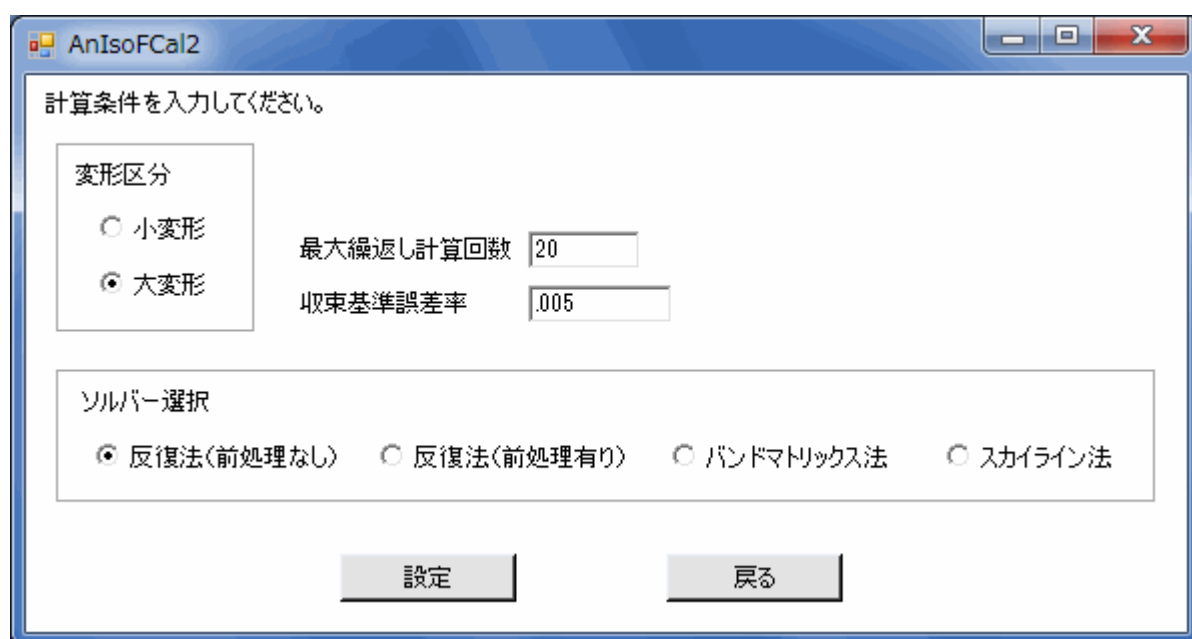 AnIsoFCal2
計算条件を入力してください。
変形区分
小変形
大変形
最大繰返し計算回数 20
収束基準誤差率 .005
ソルバー選択
反復法(前処理なし) 反復法(前処理有り) バンドマトリックス法 スカイライン法
設定 戻る